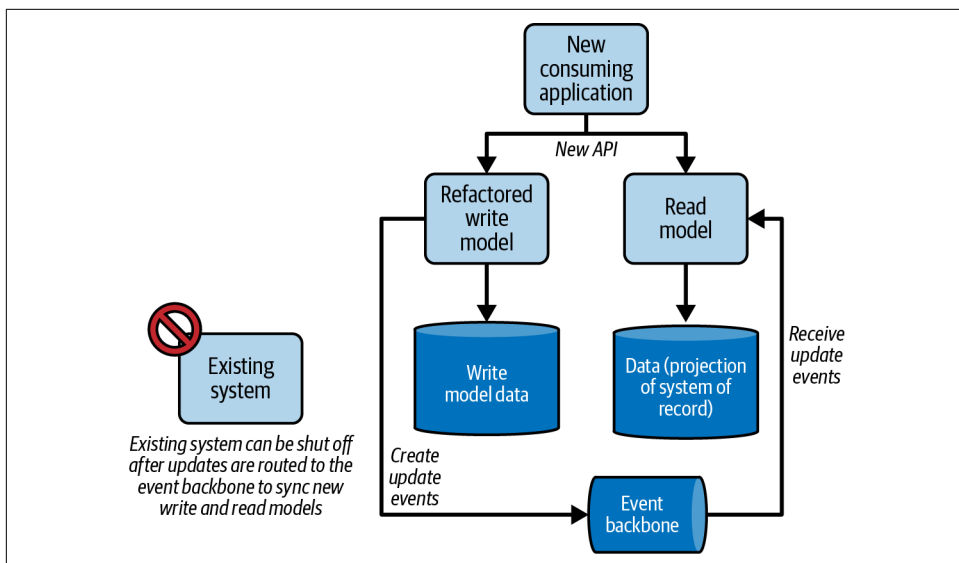 New
consuming
application
New API
Refactored
write
model
Read
model
Write
model data
Data (projection
of system of
record)
Receive
update
events
Existing
system
Existing system can be shut off
after updates are routed to the
event backbone to sync new
write and read models
Create
update
events
Event
backbone